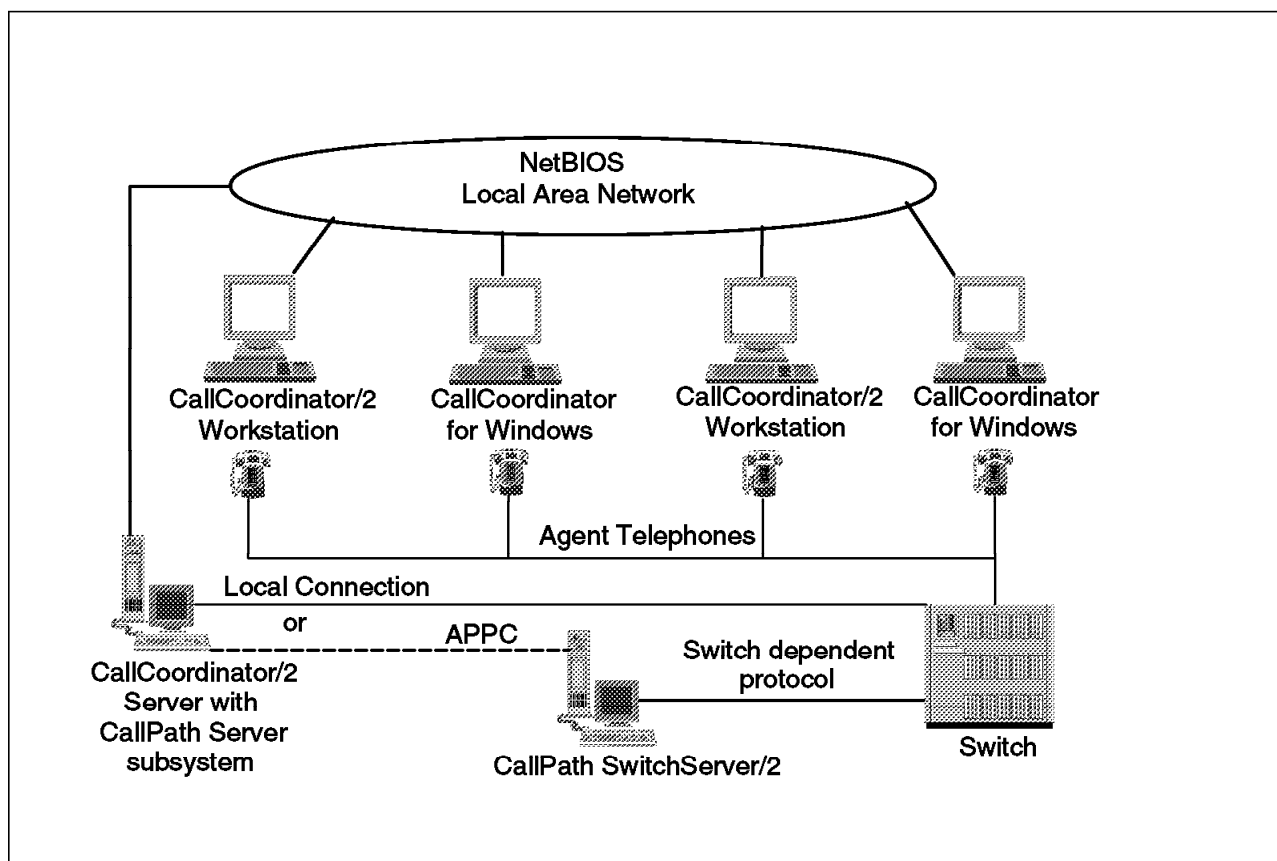 NetBIOS
Local Area Network
CallCoordinator/2
Workstation
CallCoordinator
for Windows
CallCoordinator/2
Workstation
CallCoordinator
for Windows
Agent Telephones
Local Connection
or
APPC
Switch dependent
protocol
CallCoordinator/2
Server with
CallPath Server
subsystem
CallPath SwitchServer/2
Switch